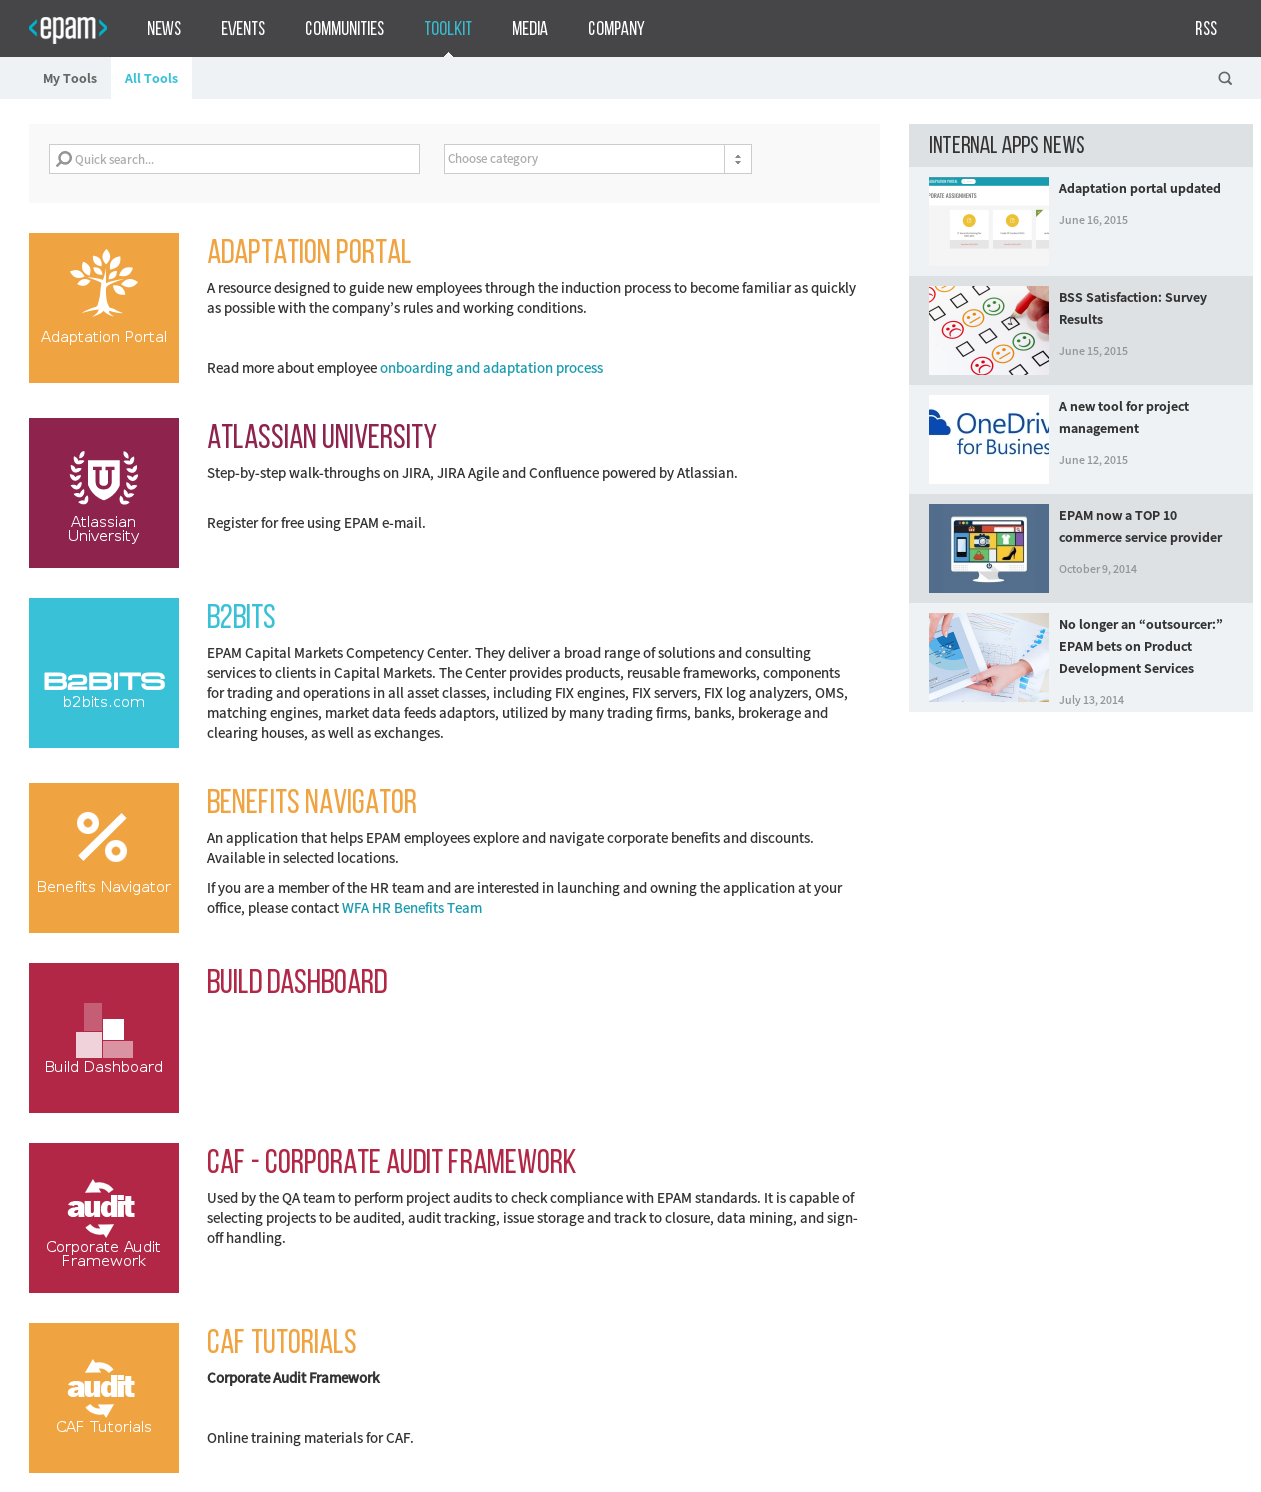 <epam>
NEWS
EVENTS
COMMUNITIES
TOOLKIT
MEDIA
COMPANY
RSS
My Tools
All Tools
Quick search...
Choose category
Adaptation Portal
ADAPTATION PORTAL
A resource designed to guide new employees through the induction process to become familiar as quickly
as possible with the company’s rules and working conditions.
Read more about employee onboarding and adaptation process
Atlassian
University
ATLASSIAN UNIVERSITY
Step-by-step walk-throughs on JIRA, JIRA Agile and Confluence powered by Atlassian.
Register for free using EPAM e-mail.
B2BITS
b2bits.com
B2BITS
EPAM Capital Markets Competency Center. They deliver a broad range of solutions and consulting
services to clients in Capital Markets. The Center provides products, reusable frameworks, components
for trading and operations in all asset classes, including FIX engines, FIX servers, FIX log analyzers, OMS,
matching engines, market data feeds adaptors, utilized by many trading firms, banks, brokerage and
clearing houses, as well as exchanges.
%
Benefits Navigator
BENEFITS NAVIGATOR
An application that helps EPAM employees explore and navigate corporate benefits and discounts.
Available in selected locations.
If you are a member of the HR team and are interested in launching and owning the application at your
office, please contact WFA HR Benefits Team
Build Dashboard
BUILD DASHBOARD
audit
Corporate Audit
Framework
CAF - CORPORATE AUDIT FRAMEWORK
Used by the QA team to perform project audits to check compliance with EPAM standards. It is capable of
selecting projects to be audited, audit tracking, issue storage and track to closure, data mining, and sign-
off handling.
audit
CAF Tutorials
CAF TUTORIALS
Corporate Audit Framework
Online training materials for CAF.
INTERNAL APPS NEWS
Adaptation portal updated
June 16, 2015
BSS Satisfaction: Survey
Results
June 15, 2015
OneDriv
for Busines
A new tool for project
management
June 12, 2015
EPAM now a TOP 10
commerce service provider
October 9, 2014
No longer an “outsourcer:”
EPAM bets on Product
Development Services
July 13, 2014